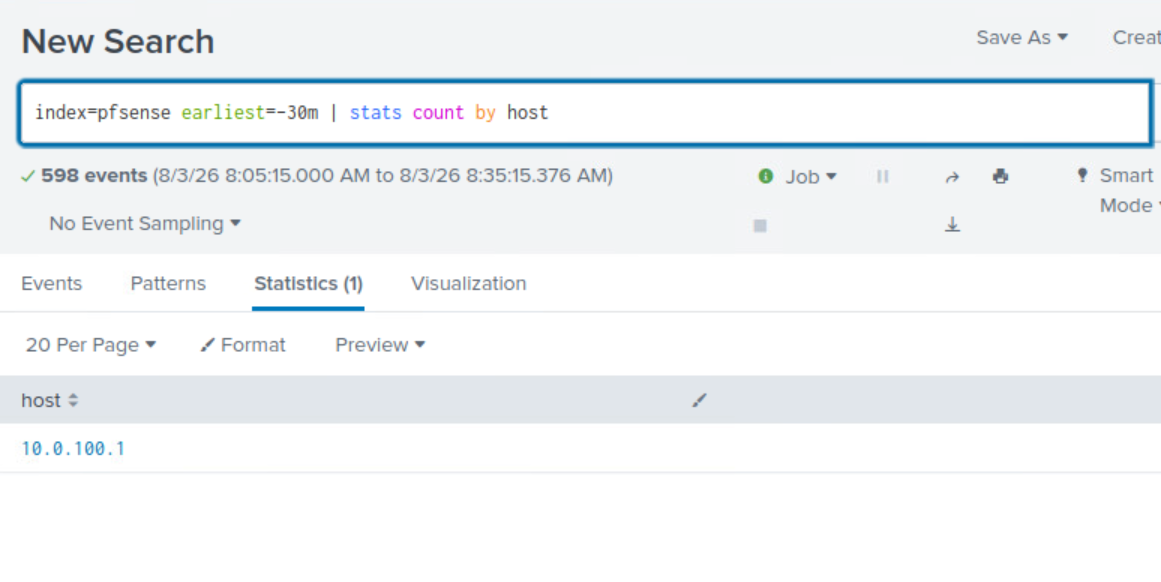 New Search
Save As
index=pfsense earliest=-30m | stats count by host
598 events (8/3/26 8:05:15.000 AM to 8/3/26 8:35:15.376 AM)
Job
Smart
Mode
No Event Sampling
Events Patterns Statistics (1) Visualization
20 Per Page Format Preview
host
10.0.100.1